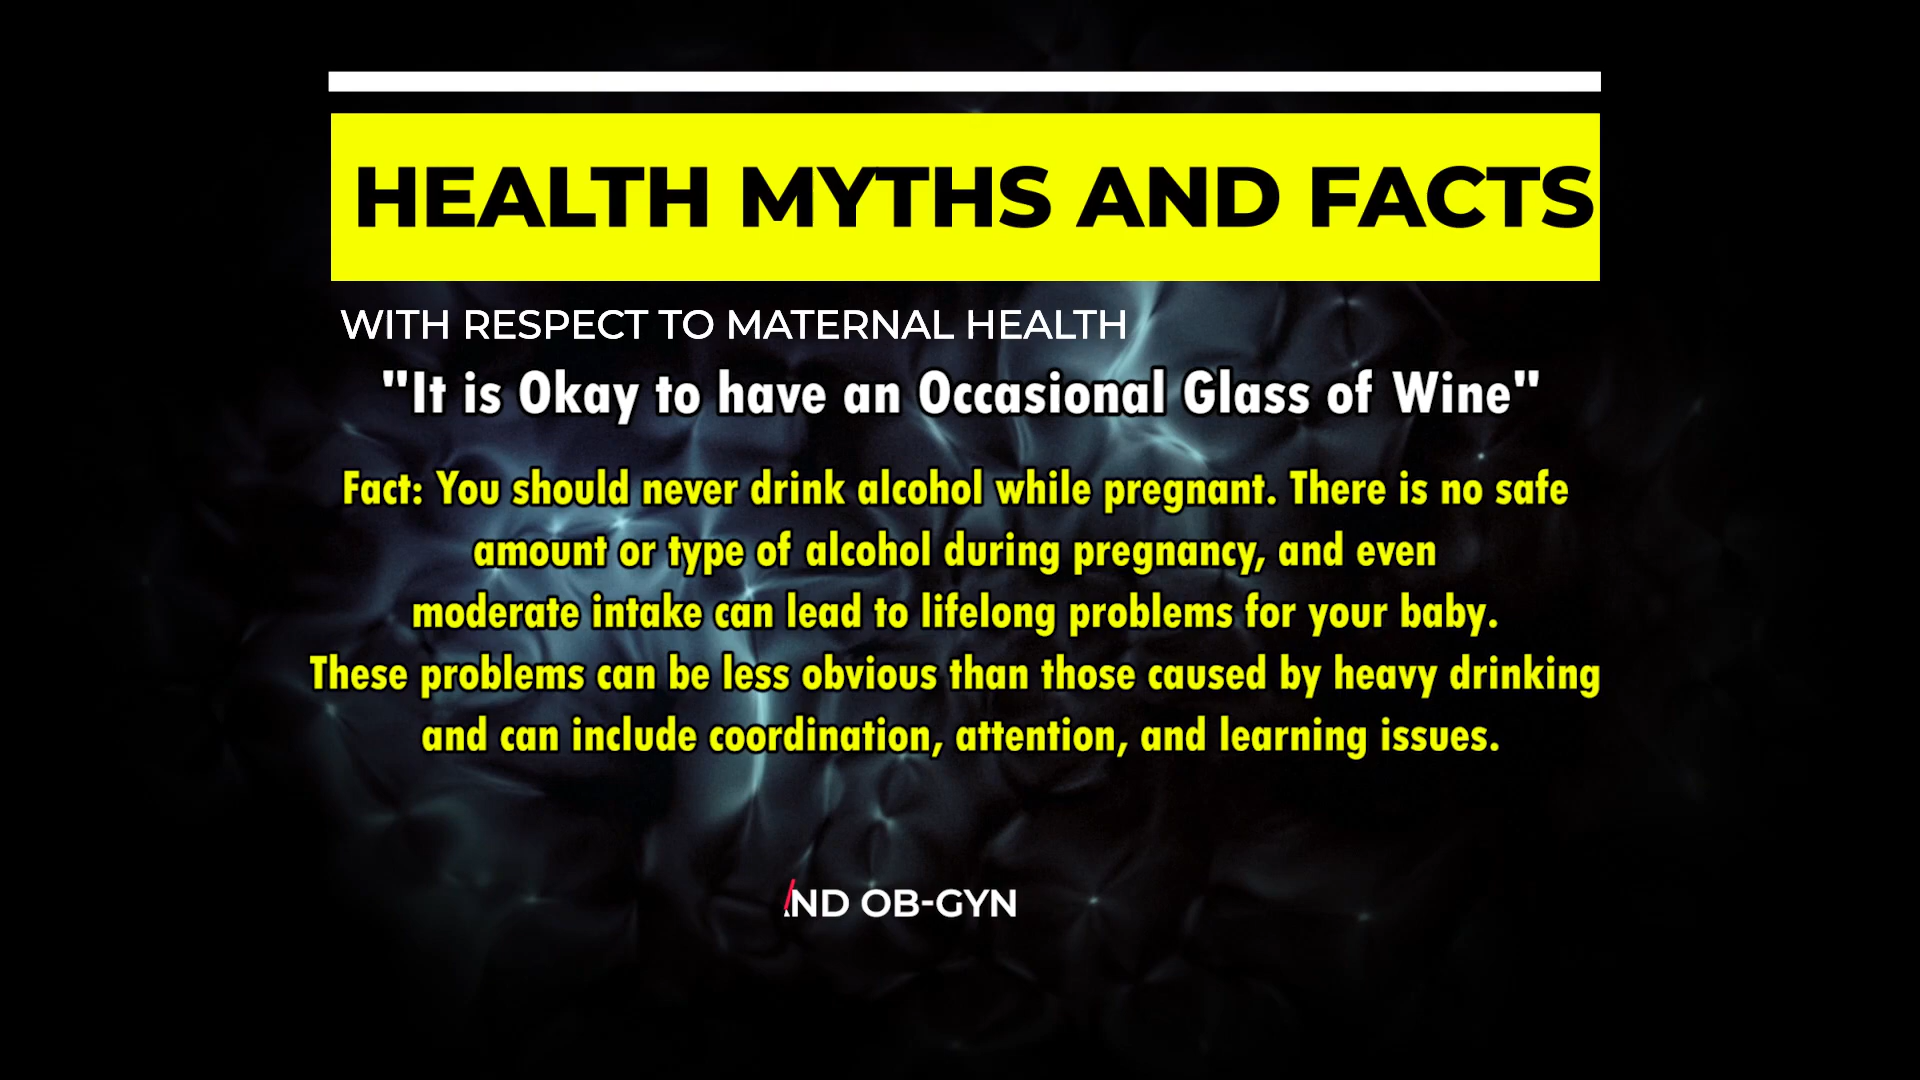 HEALTH MYTHS AND FACTS
WITH RESPECT TO MATERNAL HEALTH
"It is Okay to have an Occasional Glass of Wine"
Fact: You should never drink alcohol while pregnant. There is no safe
amount or type of alcohol during pregnancy, and even
moderate intake can lead to lifelong problems for your baby.
These problems can be less obvious than those caused by heavy drinking
and can include coordination, attention, and learning issues.
ND OB-GYN